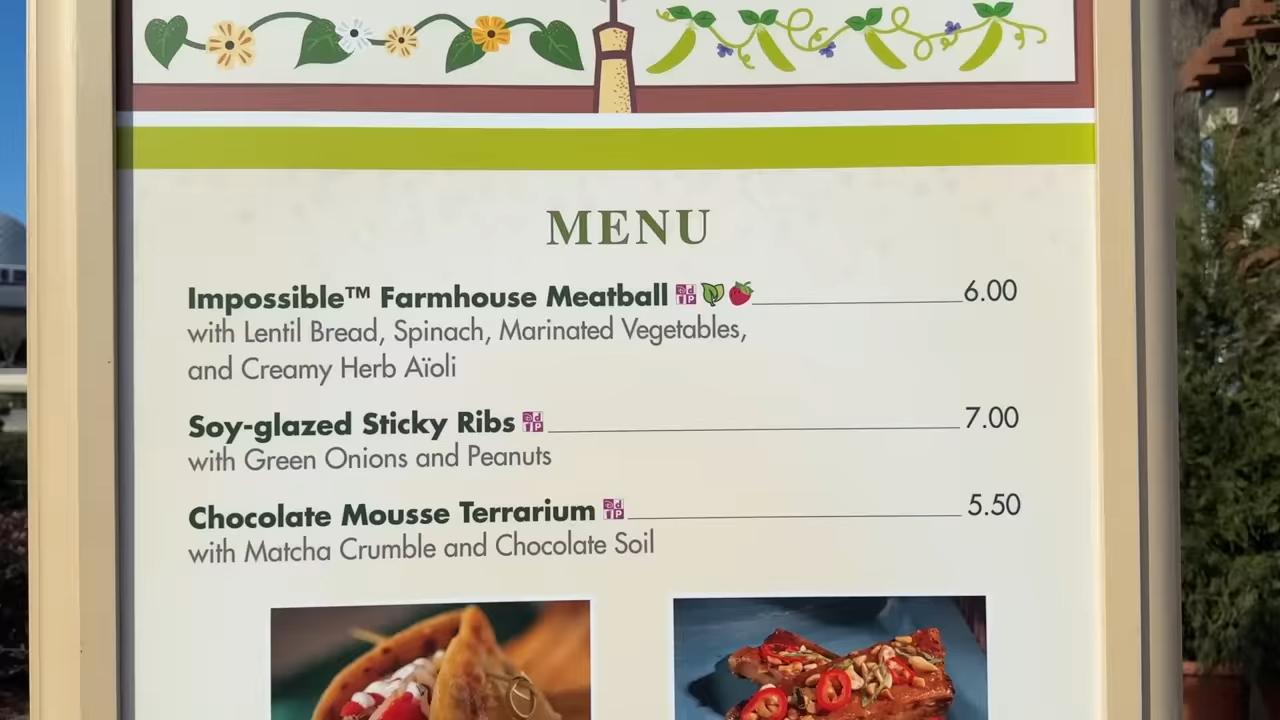 MENU
Impossible™ Farmhouse Meatball 6.00
with Lentil Bread, Spinach, Marinated Vegetables,
and Creamy Herb Aïoli
Soy-glazed Sticky Ribs 7.00
with Green Onions and Peanuts
Chocolate Mousse Terrarium 5.50
with Matcha Crumble and Chocolate Soil